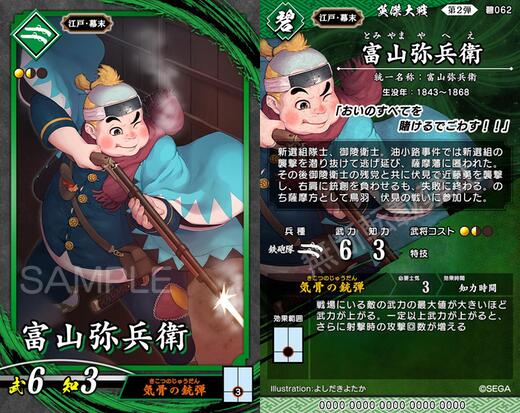 江戸・幕末
SAMPLE
富山弥兵衛
武6 知3
きこつのじゅうだん
気骨の銃弾
3
碧
江戸・幕末
英傑大戦
第2弾
碧062
とみやまやへえ
富山弥兵衛
統一名称：富山弥兵衛
生没年：1843～1868
「おいのすべてを
賭けるでごわす！！」
新選組隊士、御陵衛士。油小路事件では新選組の
襲撃を潜り抜けて逃げ延び、薩摩藩に匿われた。
その後御陵衛士の残党と共に伏見で近藤勇を襲撃
し、右肩に銃創を負わせるも、失敗に終わる。の
ち薩摩方として鳥羽・伏見の戦いに参加した。
兵種 武力 知力 武将コスト
鉄砲隊 6 3
特技
きこつのじゅうだん 必要士気 効果時間
気骨の銃弾 3 知力時間
効果範囲
戦場にいる敵の武力の最大値が大きいほど
武力が上がる。一定以上武力が上がると、
さらに射撃時の攻撃回数が増える
Illustration：よしだきよたか
©SEGA
0000-0000-0000-0000-0000